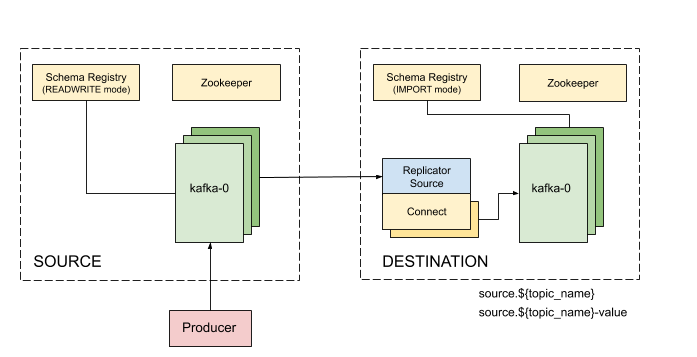 Schema Registry
(READWRITE mode)
Zookeeper
kafka-0
SOURCE
Producer
Schema Registry
(IMPORT mode)
Zookeeper
Replicator
Source
Connect
kafka-0
DESTINATION
source.${topic_name}
source.${topic_name}-value